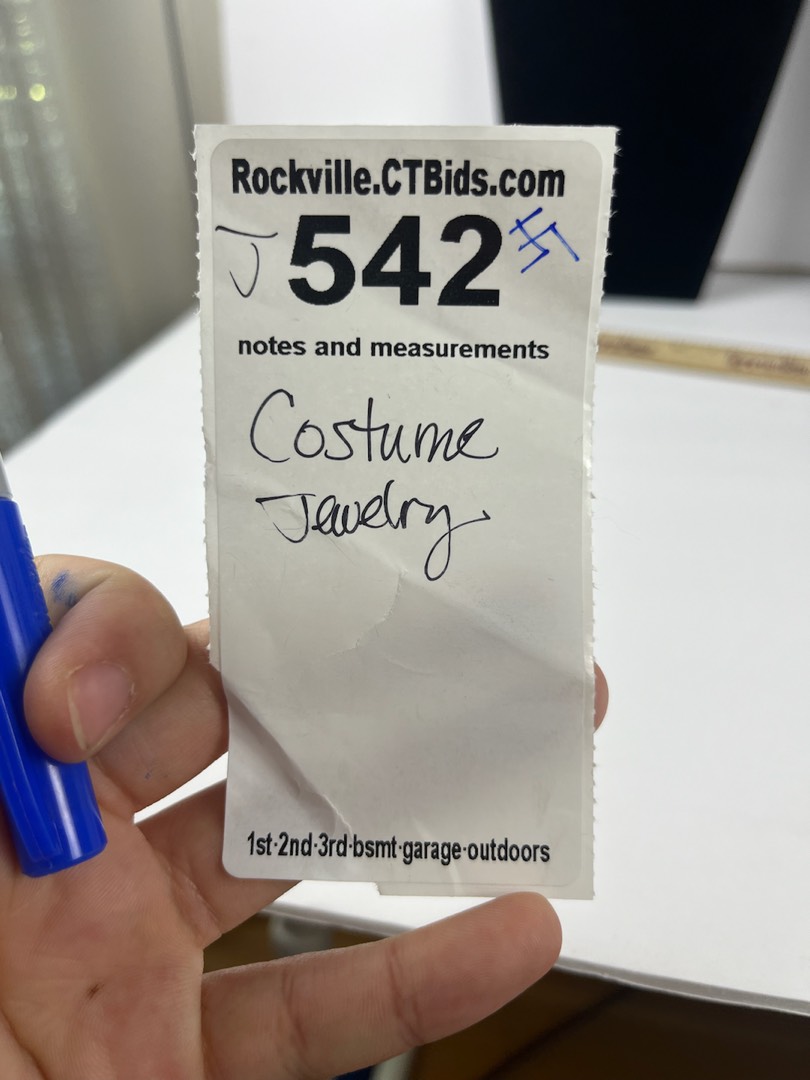 Rockville.CTBids.com
J 542
notes and measurements
Costume
Jewelry
1st·2nd·3rd·bsmt·garage·outdoors